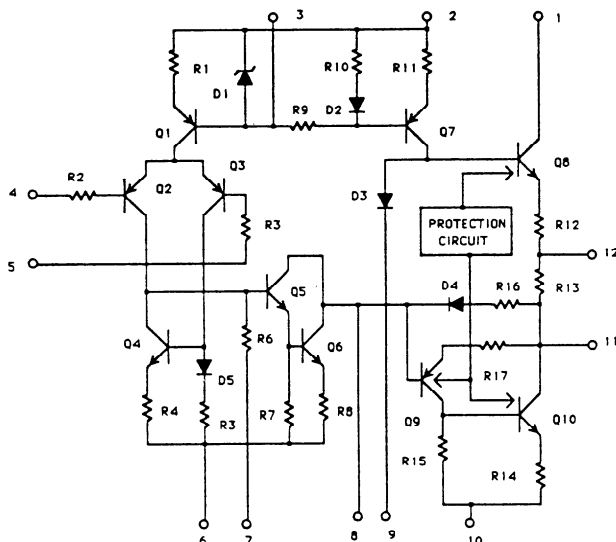 3 2 1
R1 R10 R11
D1 D2
R9
Q1 Q7
R2 Q3 Q8
4 Q2 D3
R3 PROTECTION R12
CIRCUIT
12
5
D4 R16 R13
Q5
Q4 R6 Q6 11
D5 R17
R4 R3 R7 R8 Q9 Q10
R15 R14
6 7 8 9 10